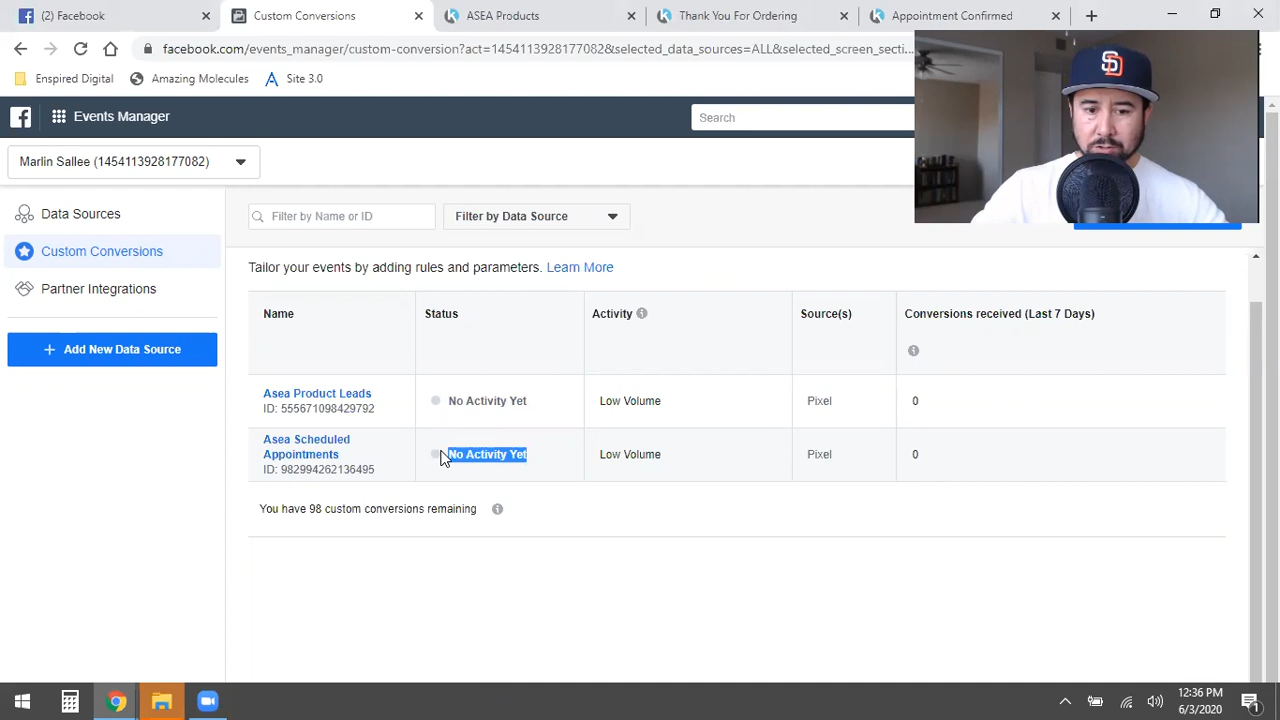 (2) Facebook
Custom Conversions
ASEA Products
Thank You For Ordering
Appointment Confirmed
facebook.com/events_manager/custom-conversion?act=1454113928177082&selected_data_sources=ALL&selected_screen_secti...
Enspired Digital
Amazing Molecules
Site 3.0
SD
Events Manager
Search
Marlin Sallee (1454113928177082)
Data Sources
Custom Conversions
Partner Integrations
+ Add New Data Source
Filter by Name or ID
Filter by Data Source
Tailor your events by adding rules and parameters. Learn More
Name Status Activity Source(s) Conversions received (Last 7 Days)
Asea Product Leads
ID: 555671098429792
No Activity Yet Low Volume Pixel 0
Asea Scheduled
Appointments
ID: 982994262136495
No Activity Yet Low Volume Pixel 0
You have 98 custom conversions remaining
12:36 PM
6/3/2020
1